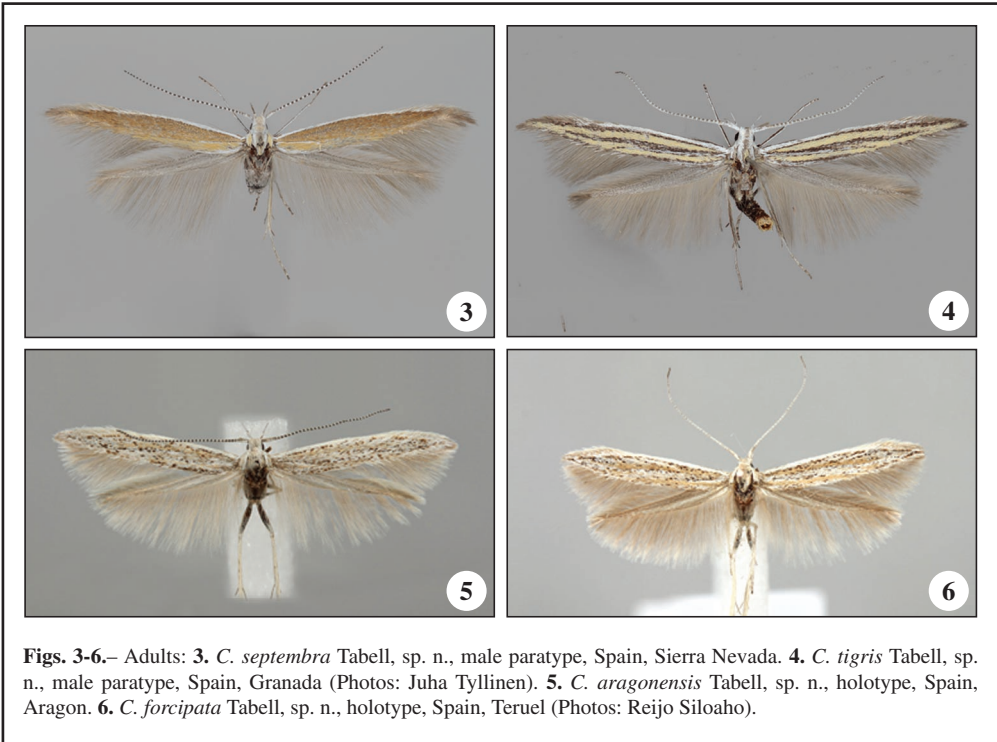 3
4
5
6
Figs. 3-6.– Adults: 3. C. septembra Tabell, sp. n., male paratype, Spain, Sierra Nevada. 4. C. tigris Tabell, sp.
n., male paratype, Spain, Granada (Photos: Juha Tyllinen). 5. C. aragonensis Tabell, sp. n., holotype, Spain,
Aragon. 6. C. forcipata Tabell, sp. n., holotype, Spain, Teruel (Photos: Reijo Siloaho).